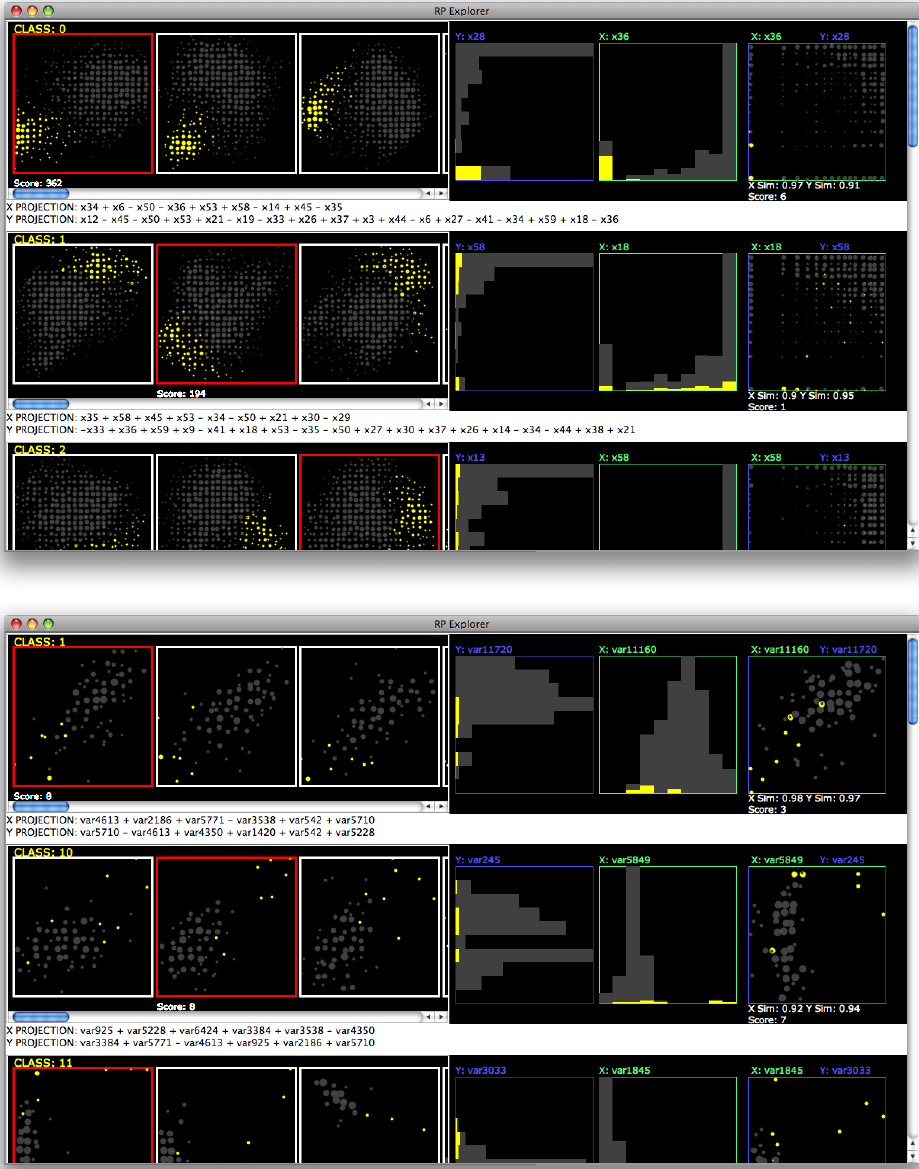 RP Explorer
CLASS: 0
Y: x28
X: x36
X: x36 Y: x28
Score: 362
X Sim: 0.97 Y Sim: 0.91
Score: 6
X PROJECTION: x34 + x6 − x50 − x36 + x53 + x58 − x14 + x45 − x35
Y PROJECTION: x12 − x45 − x50 + x53 + x21 − x19 − x33 + x26 + x37 + x3 + x44 − x6 + x27 − x41 − x34 + x59 + x18 − x36
CLASS: 1
Y: x58
X: x18
X: x18 Y: x58
Score: 194
X Sim: 0.9 Y Sim: 0.95
Score: 1
X PROJECTION: x35 + x58 + x45 + x53 − x34 − x50 + x21 + x30 − x29
Y PROJECTION: −x33 + x36 + x59 + x9 − x41 + x18 + x53 − x35 − x50 + x27 + x30 + x37 + x26 + x14 − x34 − x44 + x38 + x21
CLASS: 2
Y: x13
X: x58
X: x58 Y: x13
RP Explorer
CLASS: 1
Y: var11720
X: var11160
X: var11160 Y: var11720
Score: 8
X Sim: 0.98 Y Sim: 0.97
Score: 3
X PROJECTION: var4613 + var2186 + var5771 − var3538 + var542 + var5710
Y PROJECTION: var5710 − var4613 + var4350 + var1420 + var542 + var5228
CLASS: 10
Y: var245
X: var5849
X: var5849 Y: var245
Score: 8
X Sim: 0.92 Y Sim: 0.94
Score: 7
X PROJECTION: var925 + var5228 + var6424 + var3384 + var3538 − var4350
Y PROJECTION: var3384 + var5771 − var4613 + var925 + var2186 + var5710
CLASS: 11
Y: var3033
X: var1845
X: var1845 Y: var3033